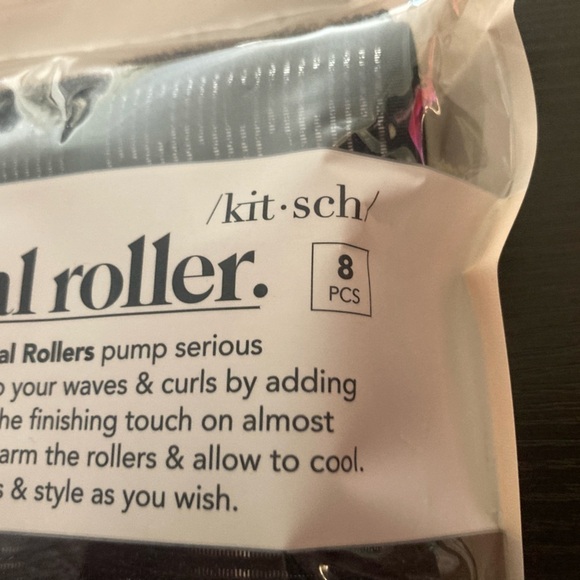 /kit·sch/
al roller.
8
PCS
al Rollers pump serious
o your waves & curls by adding
he finishing touch on almost
arm the rollers & allow to cool.
s & style as you wish.